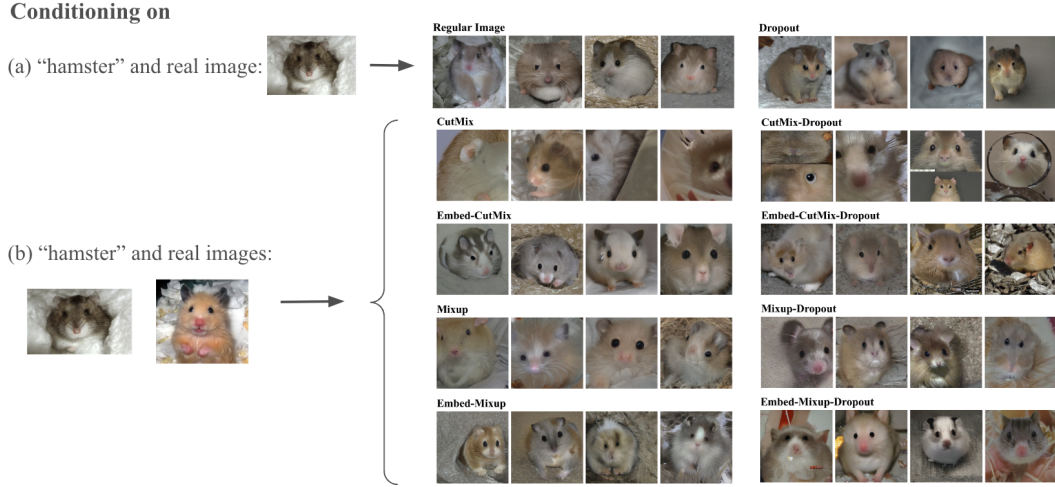 Conditioning on
(a) “hamster” and real image:
Regular Image
Dropout
CutMix
CutMix-Dropout
(b) “hamster” and real images:
Embed-CutMix
Embed-CutMix-Dropout
Mixup
Mixup-Dropout
Embed-Mixup
Embed-Mixup-Dropout